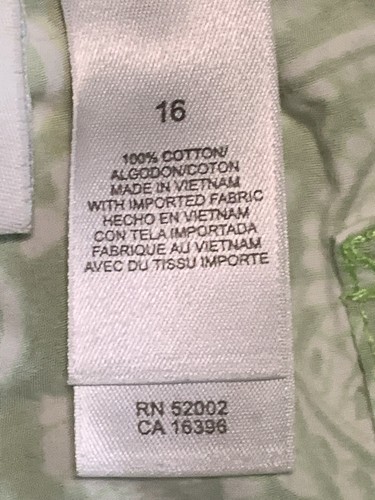 16
100% COTTON/
ALGODON/COTON
MADE IN VIETNAM
WITH IMPORTED FABRIC
HECHO EN VIETNAM
CON TELA IMPORTADA
FABRIQUE AU VIETNAM
AVEC DU TISSU IMPORTE
RN 52002
CA 16396